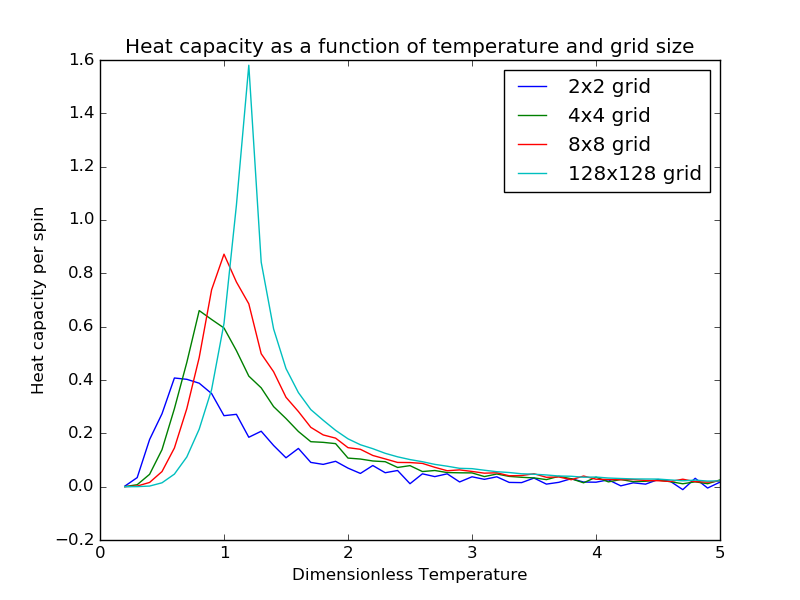 Heat capacity as a function of temperature and grid size
1.6
1.4
1.2
1.0
0.8
0.6
0.4
0.2
0.0
−0.2
Heat capacity per spin
2x2 grid
4x4 grid
8x8 grid
128x128 grid
0 1 2 3 4 5
Dimensionless Temperature